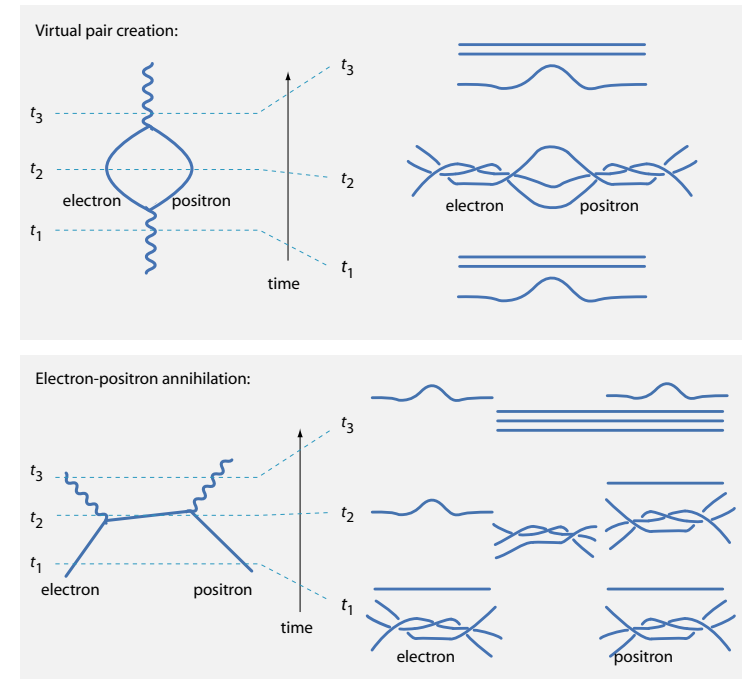 Virtual pair creation:
t3
t3
t2
t2
electron positron
electron positron
t1
t1
time
Electron-positron annihilation:
t3
t3
t2
t2
t1
electron positron
t1
time
electron positron